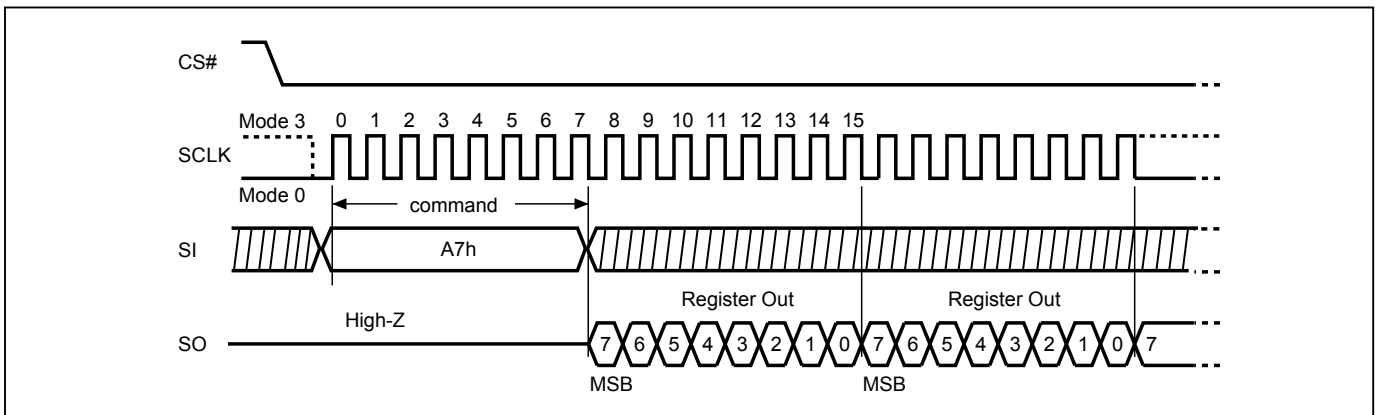 CS#
Mode 3 0 1 2 3 4 5 6 7 8 9 10 11 12 13 14 15
SCLK
Mode 0
command
SI A7h
Register Out Register Out
High-Z
SO 7 6 5 4 3 2 1 0 7 6 5 4 3 2 1 0 7
MSB MSB